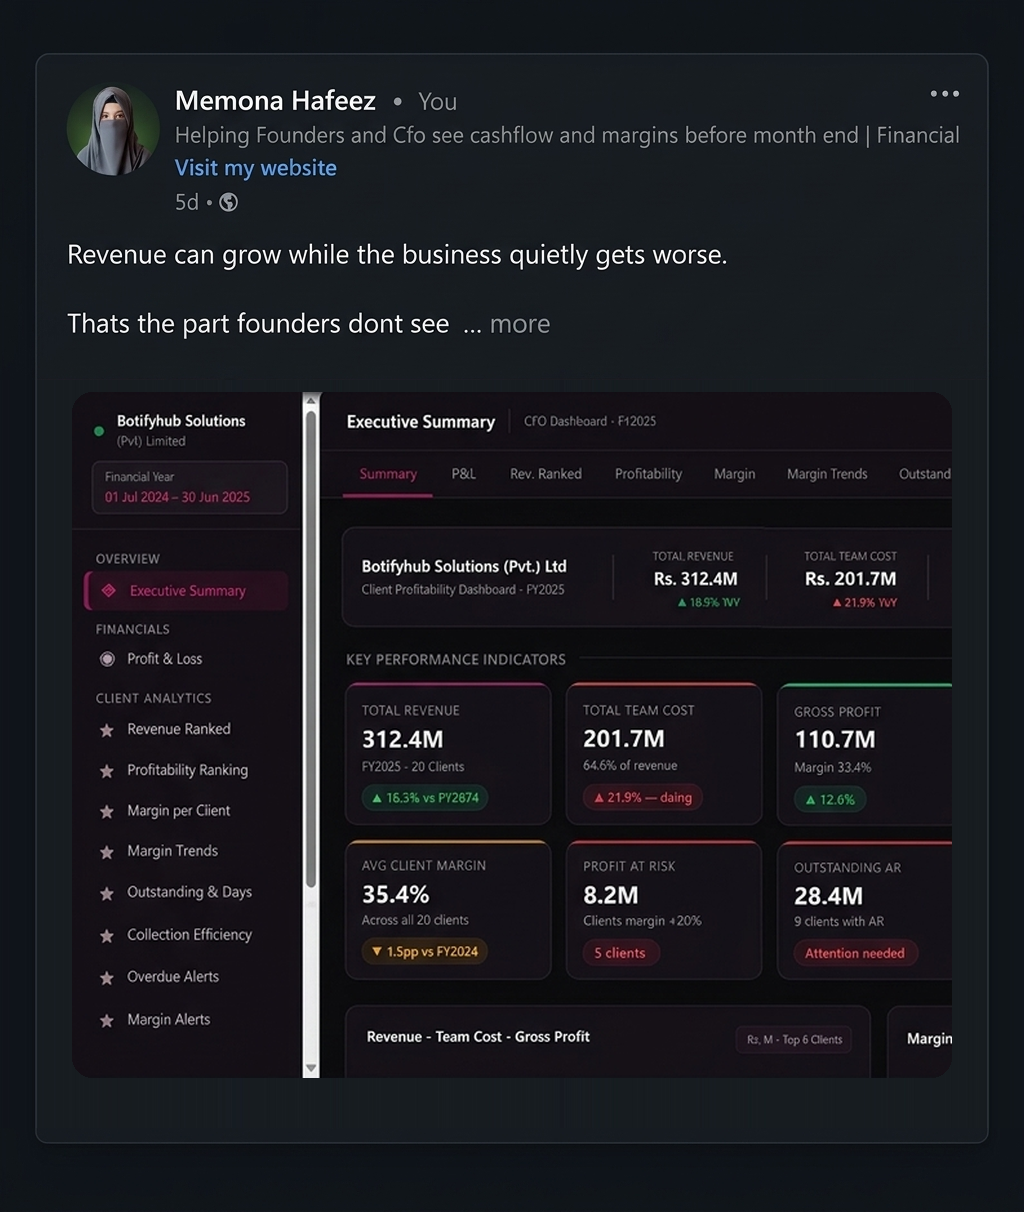 Memona Hafeez • You
Helping Founders and Cfo see cashflow and margins before month end | Financial
Visit my website
5d •
Revenue can grow while the business quietly gets worse.
Thats the part founders dont see ... more
Botifyhub Solutions
(Pvl) Limited
Financial Year
01 Jul 2024 – 30 Jun 2025
OVERVIEW
Executive Summary
FINANCIALS
Profit & Loss
CLIENT ANALYTICS
Revenue Ranked
Profitability Ranking
Margin per Client
Margin Trends
Outstanding & Days
Collection Efficiency
Overdue Alerts
Margin Alerts
Executive Summary
CFO Dashboard -
Summary P&L Rev. Ranked Profitability Margin Margin Trends Outstand
Botifyhub Solutions (Pvt.) Ltd
Client Profitability Dashboard - FY2025
TOTAL REVENUE
Rs. 312.4M
▲ 18.9%
TOTAL TEAM COST
Rs. 201.7M
▲ 21.9%
KEY PERFORMANCE INDICATORS
TOTAL REVENUE
312.4M
FY2025 - 20 Clients
▲ 16.3% vs PY2874
TOTAL TEAM COST
201.7M
64.6% of revenue
▲ 21.9% — daing
GROSS PROFIT
110.7M
Margin 33.4%
▲ 12.6%
AVG CLIENT MARGIN
35.4%
Across all 20 clients
▼ 1.5pp vs FY2024
PROFIT AT RISK
8.2M
Clients margin 20%
5 clients
OUTSTANDING AR
28.4M
9 clients with AR
Attention needed
Revenue - Team Cost - Gross Profit
M - Top 6 Clients
Margin